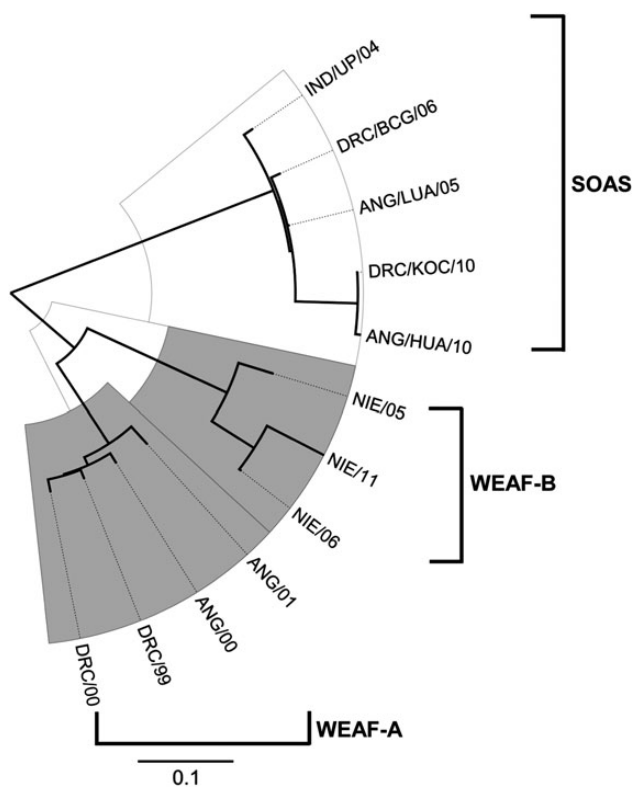 IND/UP/04
DRC/BCG/06
SOAS
ANG/LUA/05
DRC/KOC/10
ANG/HUA/10
NIE/05
NIE/11
WEAF-B
NIE/06
ANG/01
ANG/00
DRC/99
DRC/00
WEAF-A
0.1